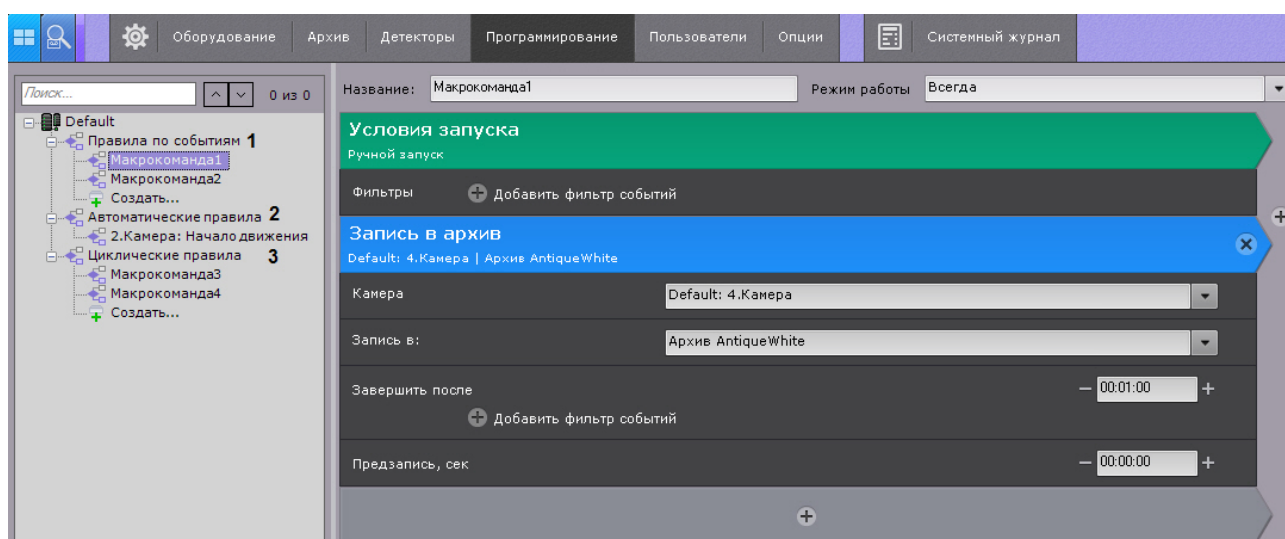 Оборудование Архив Детекторы Программирование Пользователи Опции Системный журнал
Поиск... 0 из 0
Default
Правила по событиям 1
Макрокоманда1
Макрокоманда2
Создать...
Автоматические правила 2
2.Камера: Начало движения
Циклические правила 3
Макрокоманда3
Макрокоманда4
Создать...
Название: Макрокоманда1 Режим работы Всегда
Условия запуска
Ручной запуск
Фильтры Добавить фильтр событий
Запись в архив
Default: 4.Камера | Архив AntiqueWhite
Камера Default: 4.Камера
Запись в: Архив AntiqueWhite
Завершить после 00:01:00
Добавить фильтр событий
Предзапись, сек 00:00:00